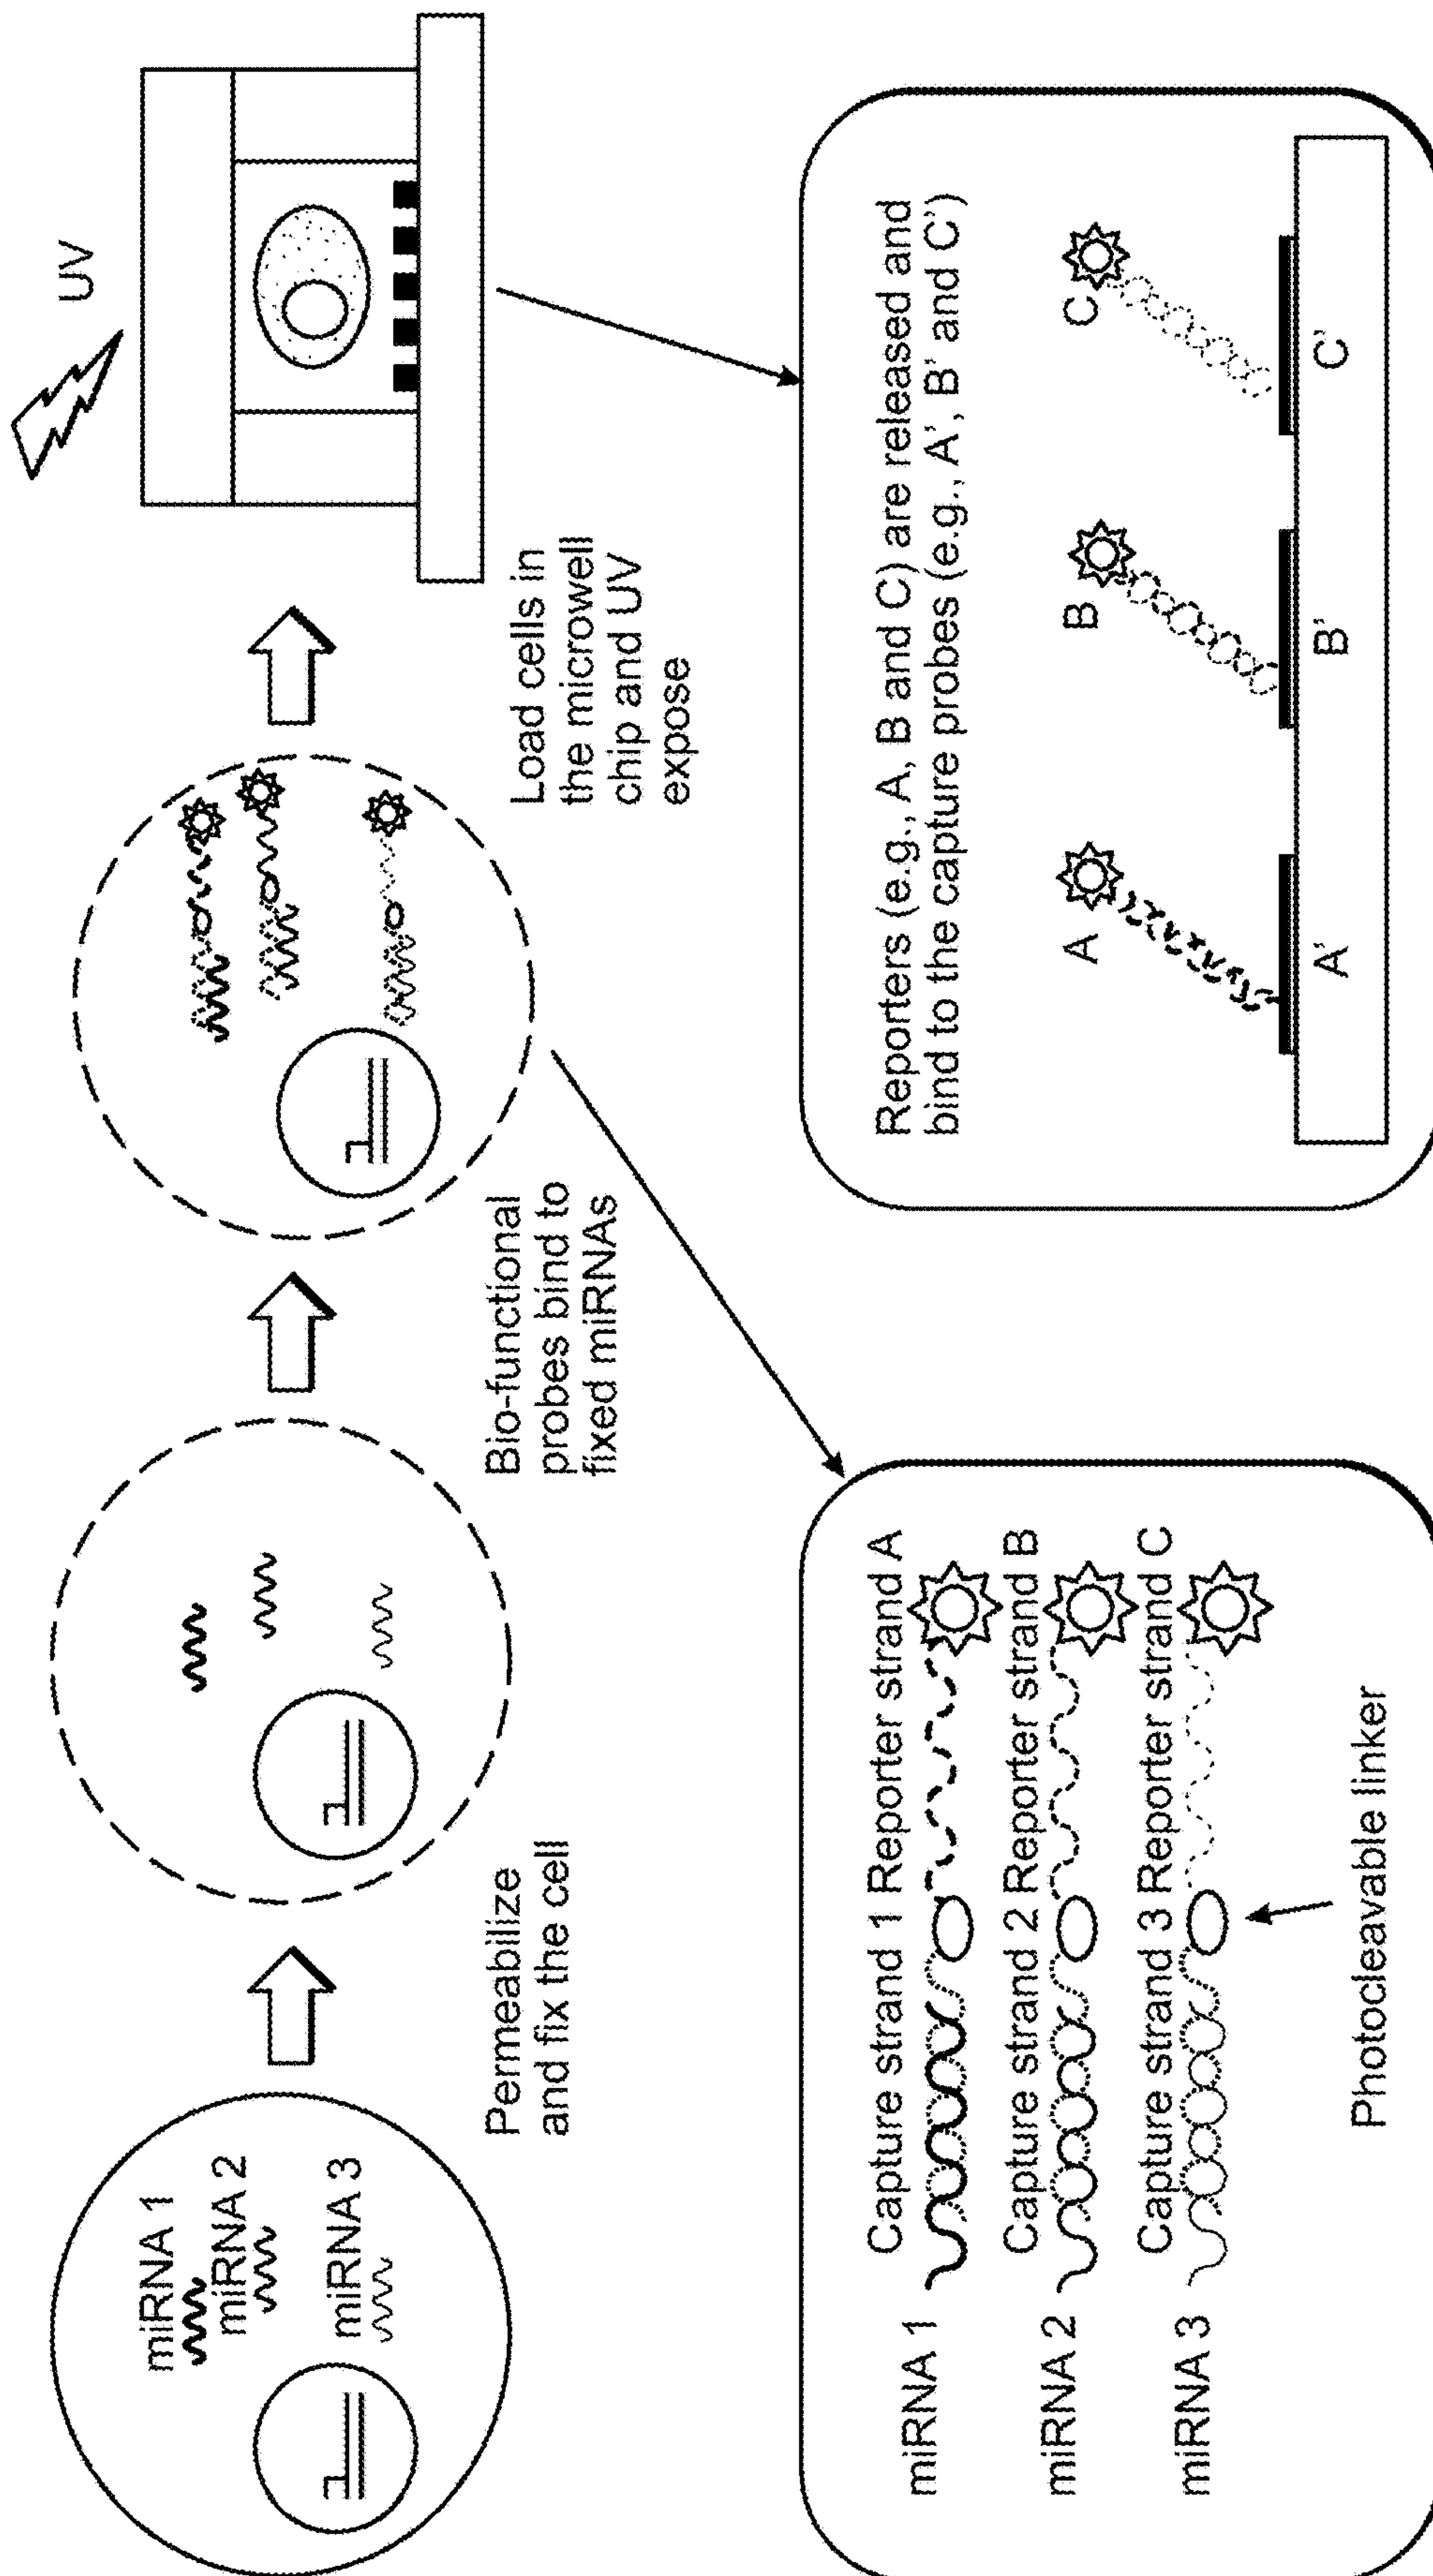 miRNA 1
miRNA 2
miRNA 3
Permeabilize
and fix the cell
Bio-functional
probes bind to
fixed miRNAs
Load cells in
the microwell
chip and UV
expose
UV
Capture strand 1 Reporter strand A
miRNA 1
Capture strand 2 Reporter strand B
miRNA 2
Capture strand 3 Reporter strand C
miRNA 3
Photocleavable linker
Reporters (e.g., A, B and C) are released and
bind to the capture probes (e.g., A', B' and C')
A
B
C
A'
B'
C'